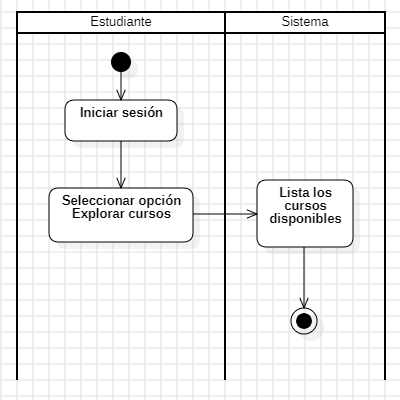 Estudiante
Sistema
Iniciar sesión
Seleccionar opción
Explorar cursos
Lista los
cursos
disponibles